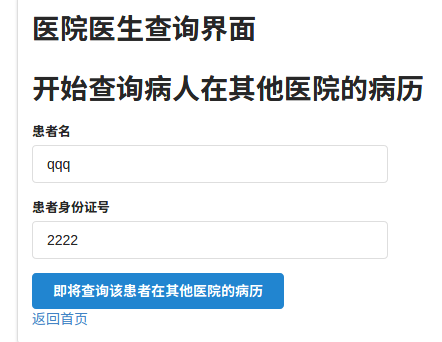 医院医生查询界面
开始查询病人在其他医院的病历
患者名
qqq
患者身份证号
2222
即将查询该患者在其他医院的病历
返回首页